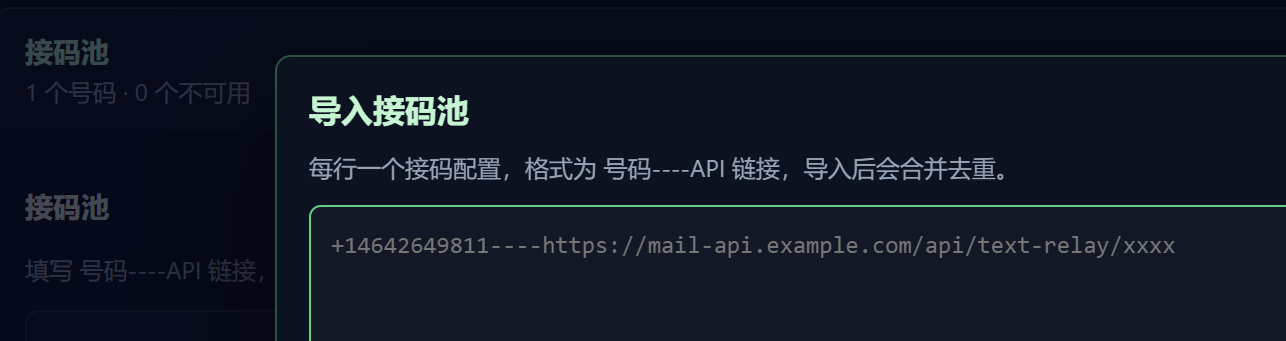 接码池
1 个号码 · 0 个不可用
导入接码池
每行一个接码配置，格式为 号码----API 链接，导入后会合并去重。
接码池
填写 号码----API 链接，
+14642649811----https://mail-api.example.com/api/text-relay/xxxx